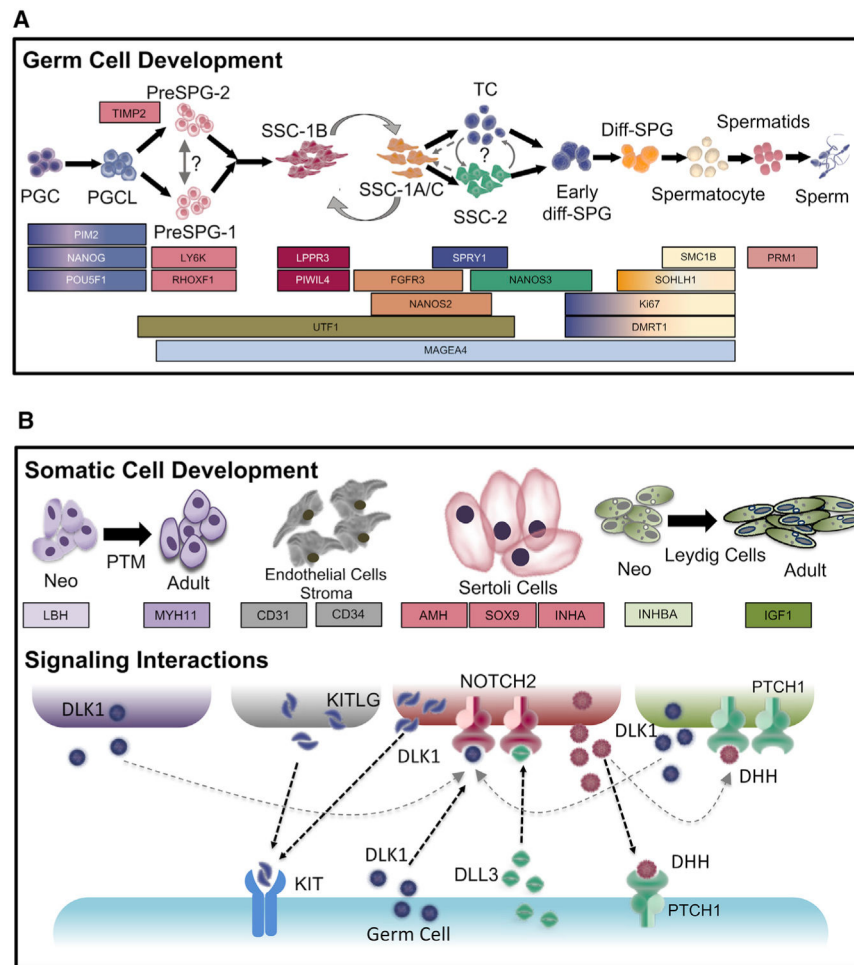 A
Germ Cell Development
TIMP2
PreSPG-2
SSC-1B
TC
Diff-SPG
Spermatids
?
?
PGC
PGCL
PreSPG-1
SSC-1A/C
SSC-2
Early
diff-SPG
Spermatocyte
Sperm
PIM2
NANOG
LY6K
LPPR3
SPRY1
SMC1B
PRM1
POU5F1
RHOXF1
PIWIL4
FGFR3
NANOS3
SOHLH1
NANOS2
Ki67
UTF1
DMRT1
MAGEA4
B
Somatic Cell Development
Neo
PTM
Adult
Endothelial Cells
Stroma
Sertoli Cells
Neo
Leydig Cells
Adult
LBH
MYH11
CD31
CD34
AMH
SOX9
INHA
INHBA
IGF1
Signaling Interactions
DLK1
KITLG
NOTCH2
PTCH1
DLK1
DLK1
DHH
KIT
DLK1
DLL3
DHH
PTCH1
Germ Cell